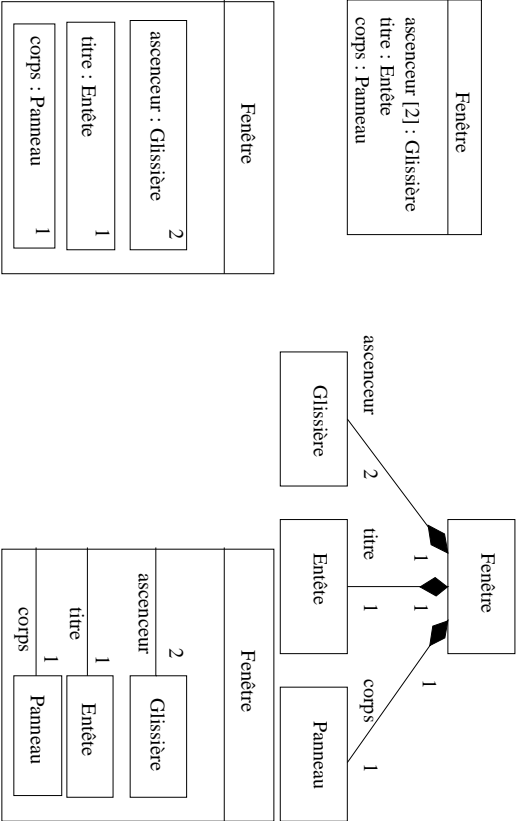 Fenêtre
ascenceur [2] : Glissière
titre : Entête
corps : Panneau
Fenêtre
1
1
1
ascenceur
2
titre
1
corps
1
Glissière
Entête
Panneau
Fenêtre
ascenceur : Glissière
2
titre : Entête
1
corps : Panneau
1
Fenêtre
ascenceur
2
Glissière
titre
1
Entête
corps
1
Panneau